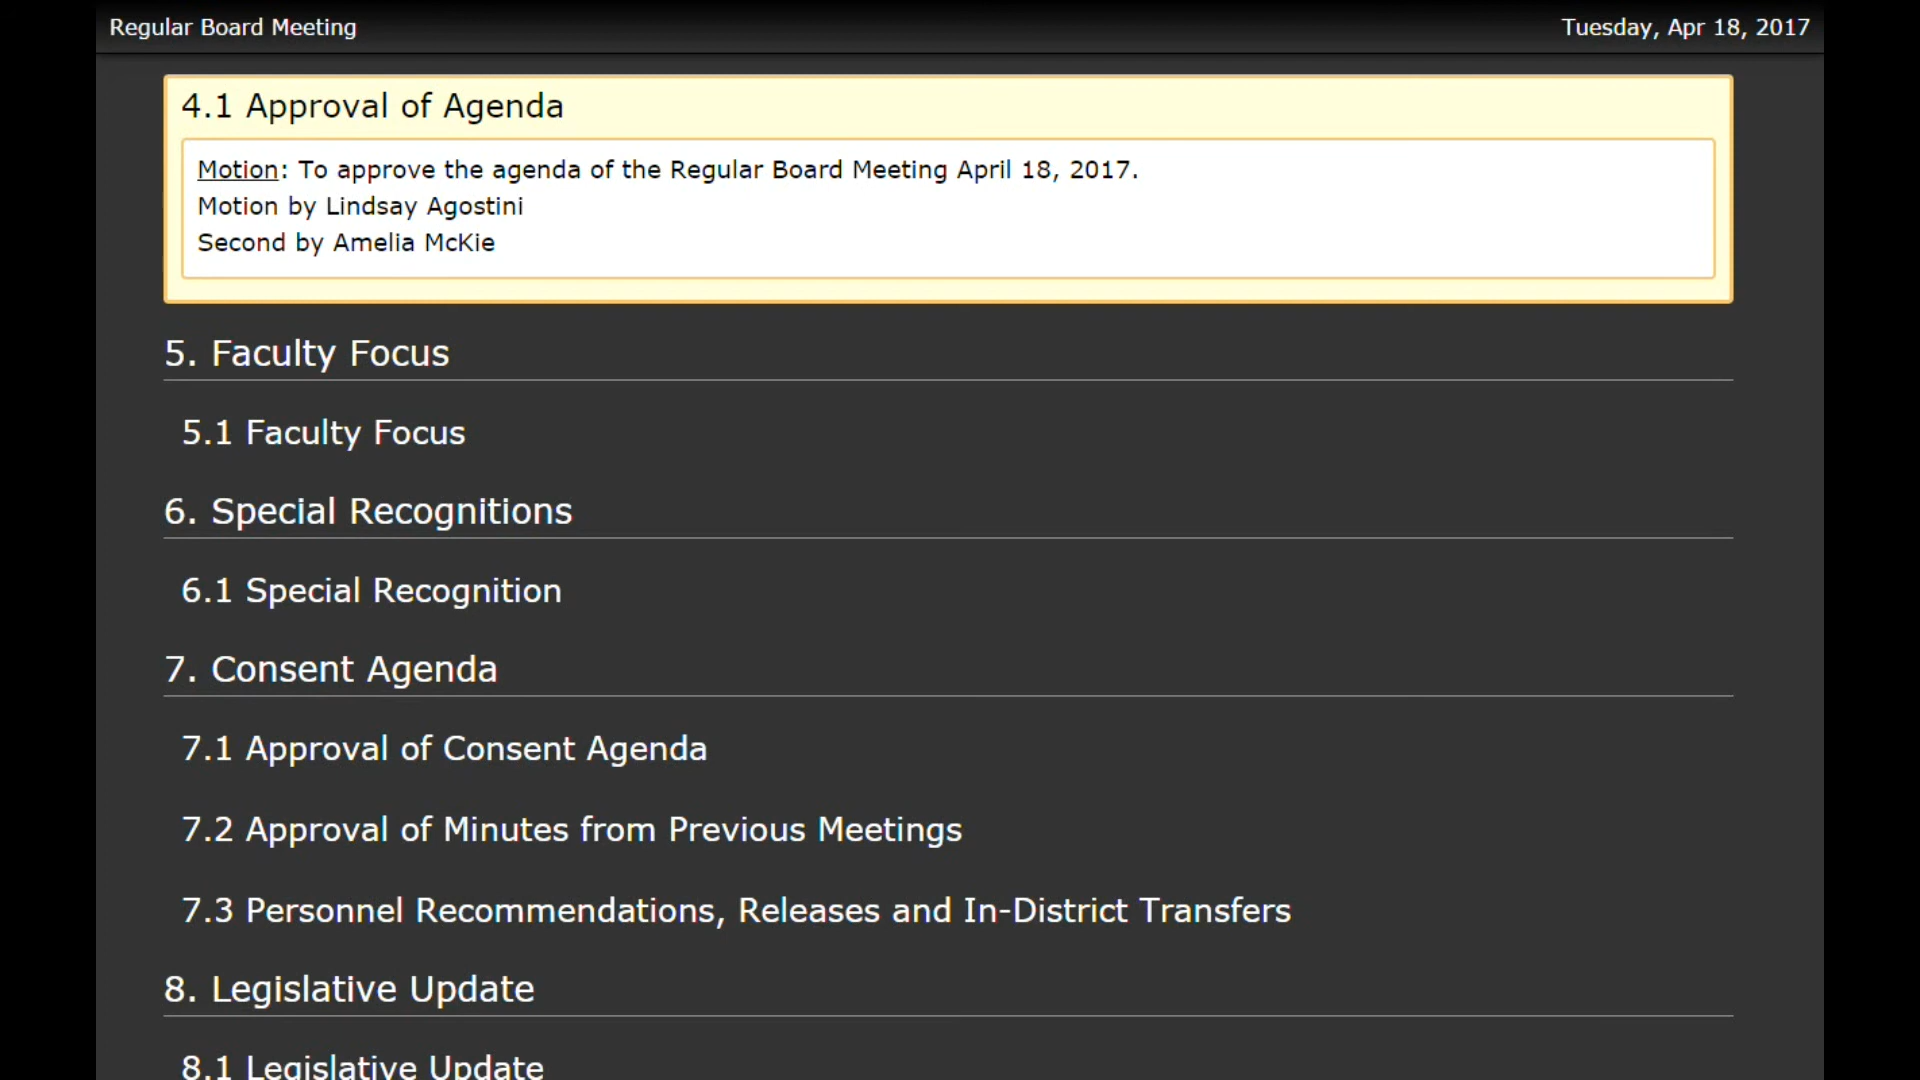 Regular Board Meeting
Tuesday, Apr 18, 2017
4.1 Approval of Agenda
Motion: To approve the agenda of the Regular Board Meeting April 18, 2017.
Motion by Lindsay Agostini
Second by Amelia McKie
5. Faculty Focus
5.1 Faculty Focus
6. Special Recognitions
6.1 Special Recognition
7. Consent Agenda
7.1 Approval of Consent Agenda
7.2 Approval of Minutes from Previous Meetings
7.3 Personnel Recommendations, Releases and In-District Transfers
8. Legislative Update
8.1 Legislative Update